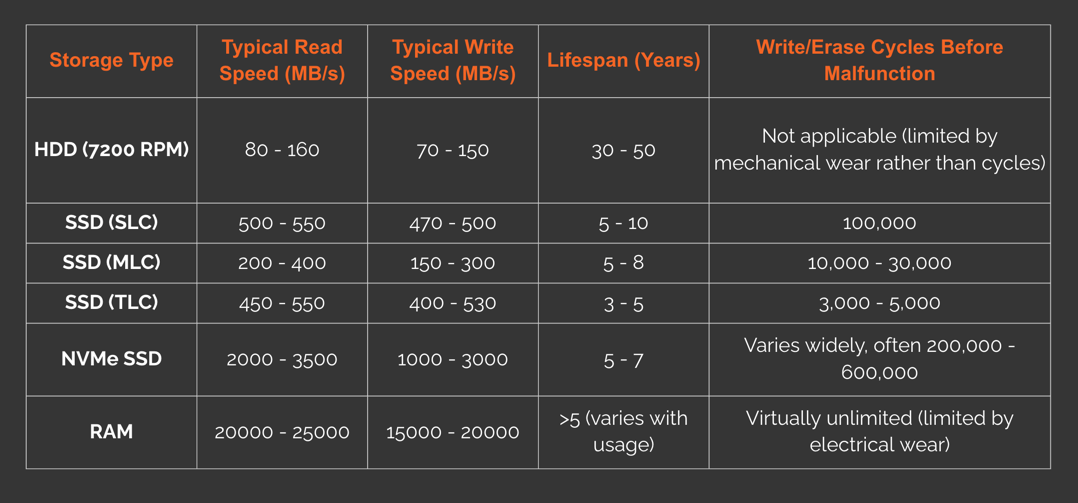 Storage Type
Typical Read
Speed (MB/s)
Typical Write
Speed (MB/s)
Lifespan (Years)
Write/Erase Cycles Before
Malfunction
HDD (7200 RPM)
80 - 160
70 - 150
30 - 50
Not applicable (limited by
mechanical wear rather than cycles)
SSD (SLC)
500 - 550
470 - 500
5 - 10
100,000
SSD (MLC)
200 - 400
150 - 300
5 - 8
10,000 - 30,000
SSD (TLC)
450 - 550
400 - 530
3 - 5
3,000 - 5,000
NVMe SSD
2000 - 3500
1000 - 3000
5 - 7
Varies widely, often 200,000 -
600,000
RAM
20000 - 25000
15000 - 20000
>5 (varies with
usage)
Virtually unlimited (limited by
electrical wear)